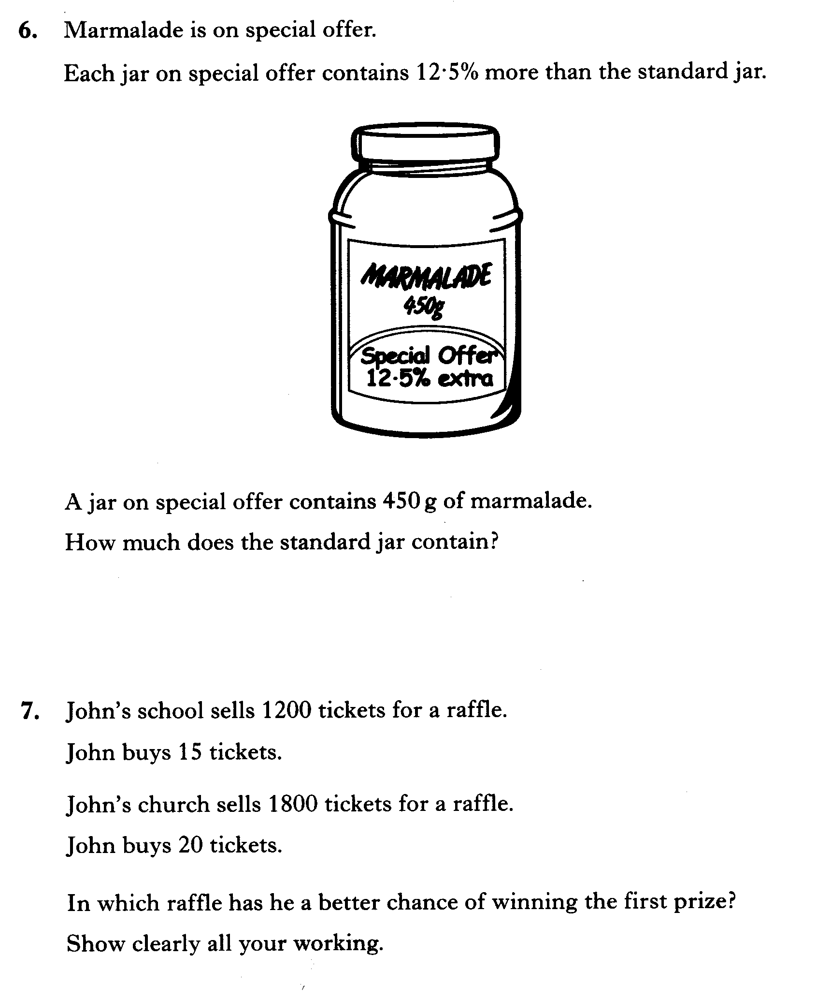 6. Marmalade is on special offer.
Each jar on special offer contains 12·5% more than the standard jar.
MARMALADE
450g
Special Offer
12·5% extra
A jar on special offer contains 450 g of marmalade.
How much does the standard jar contain?
7. John’s school sells 1200 tickets for a raffle.
John buys 15 tickets.
John’s church sells 1800 tickets for a raffle.
John buys 20 tickets.
In which raffle has he a better chance of winning the first prize?
Show clearly all your working.